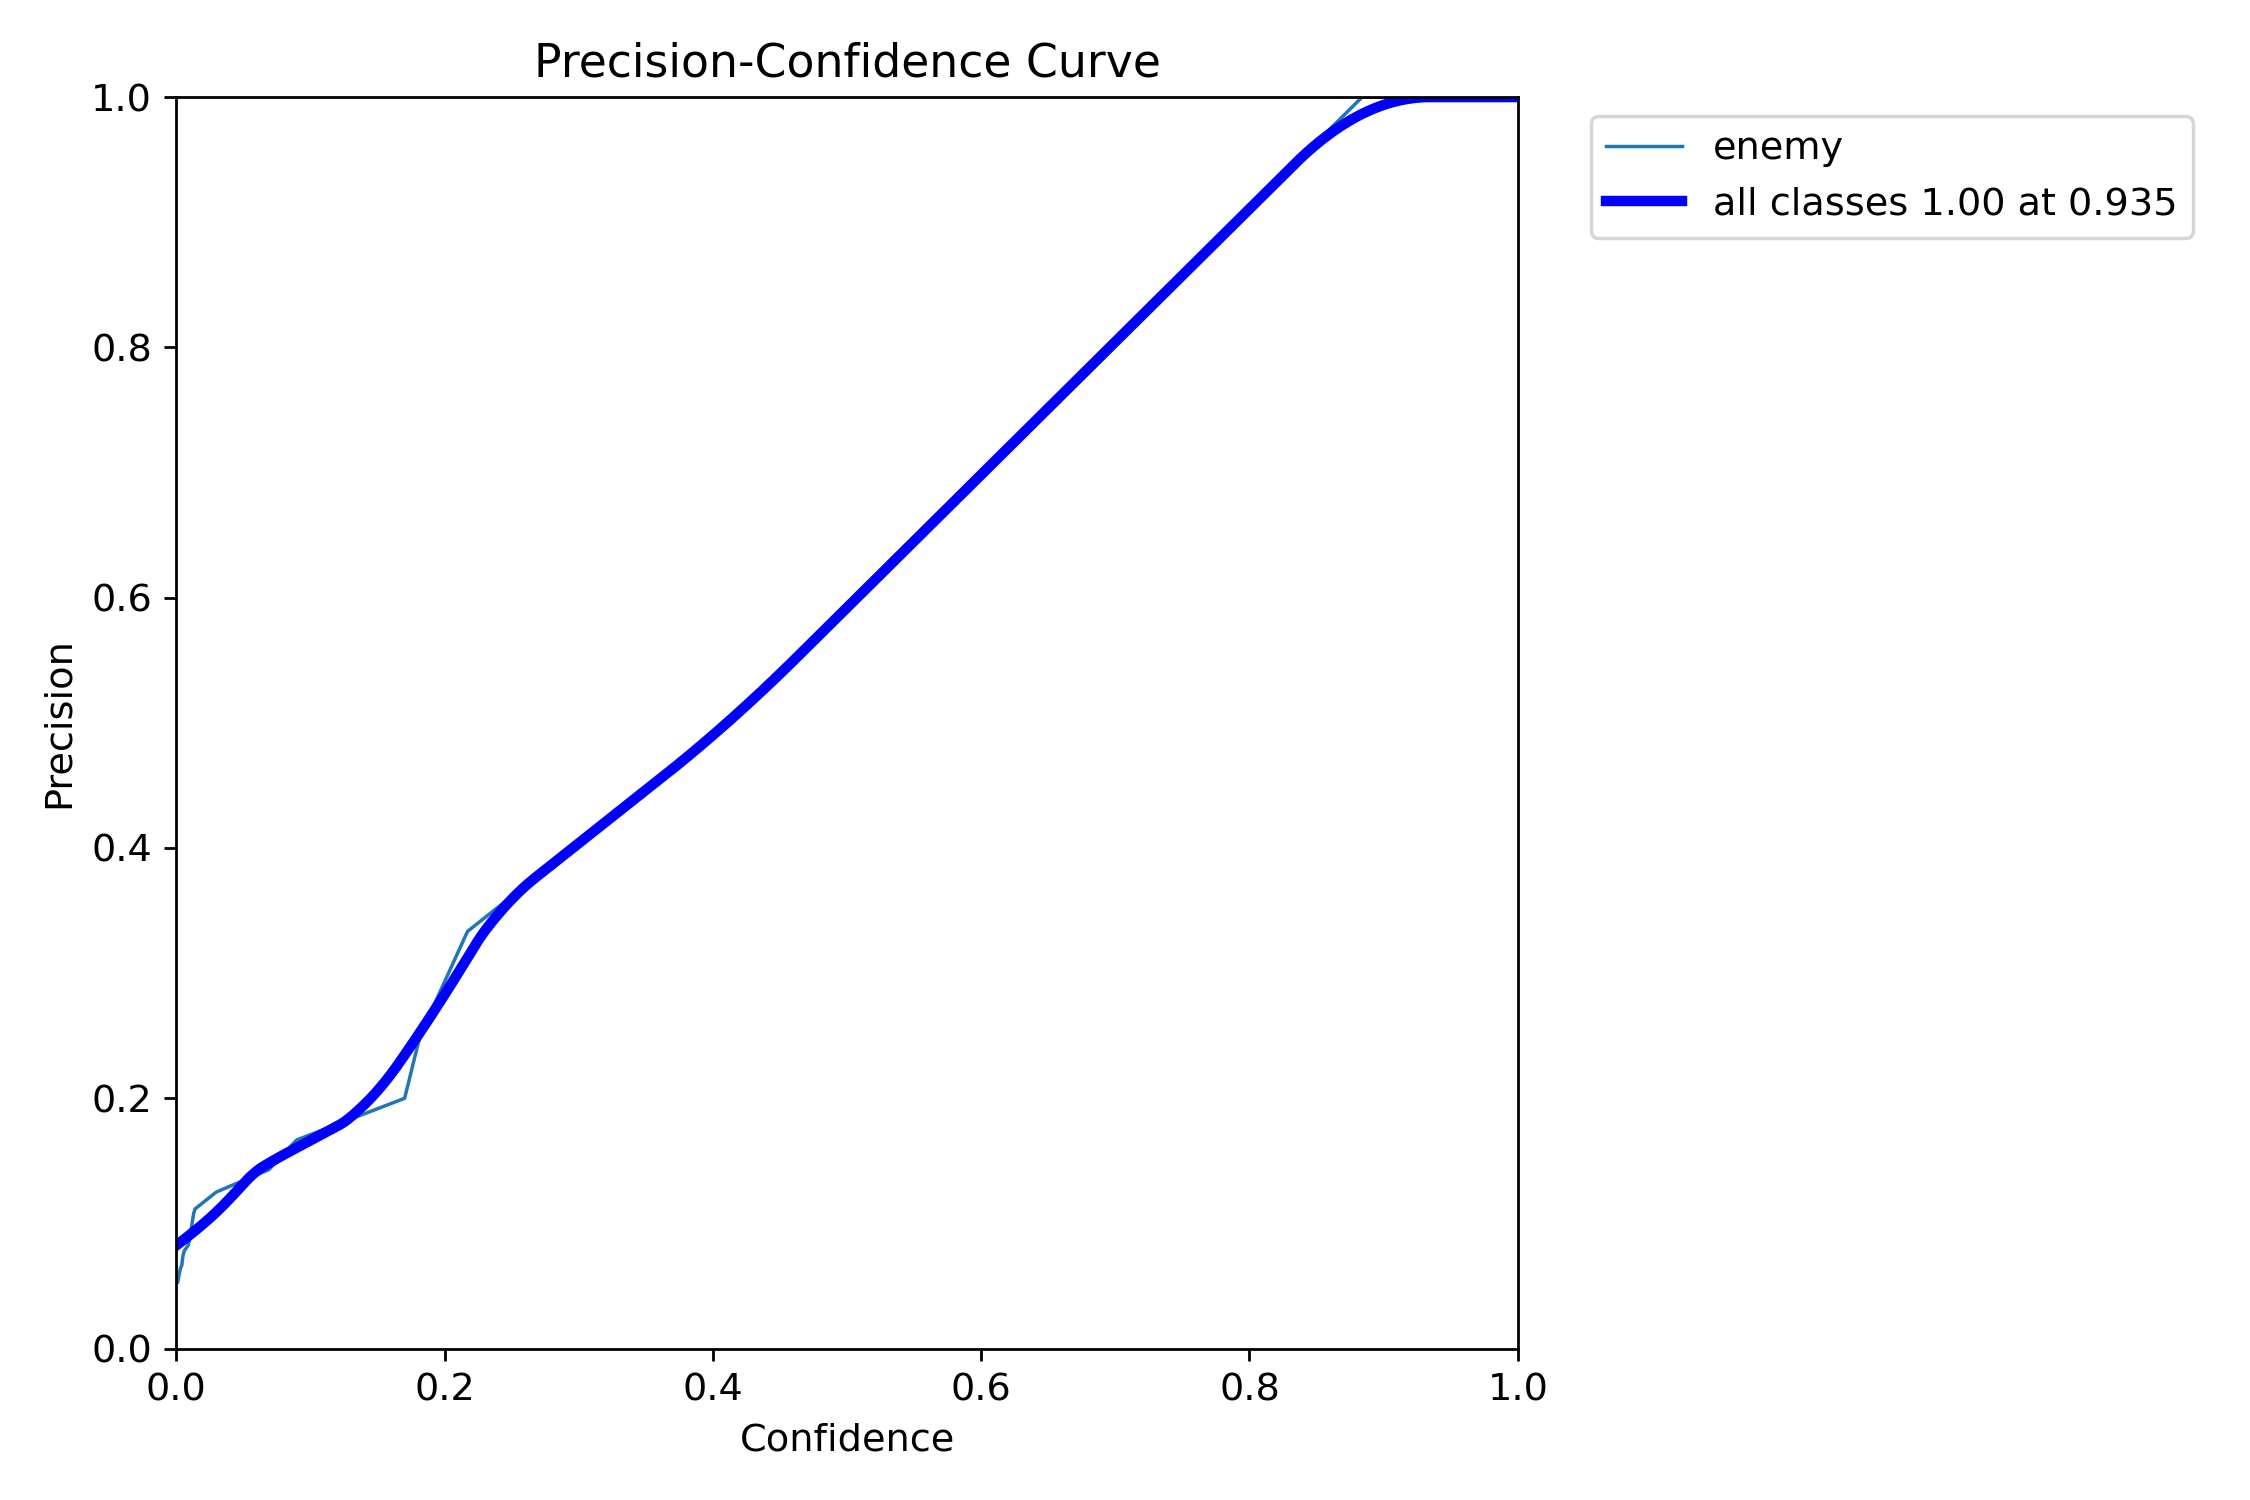 Precision-Confidence Curve
1.0
0.8
0.6
0.4
0.2
0.0
Precision
0.0 0.2 0.4 0.6 0.8 1.0
Confidence
enemy
all classes 1.00 at 0.935